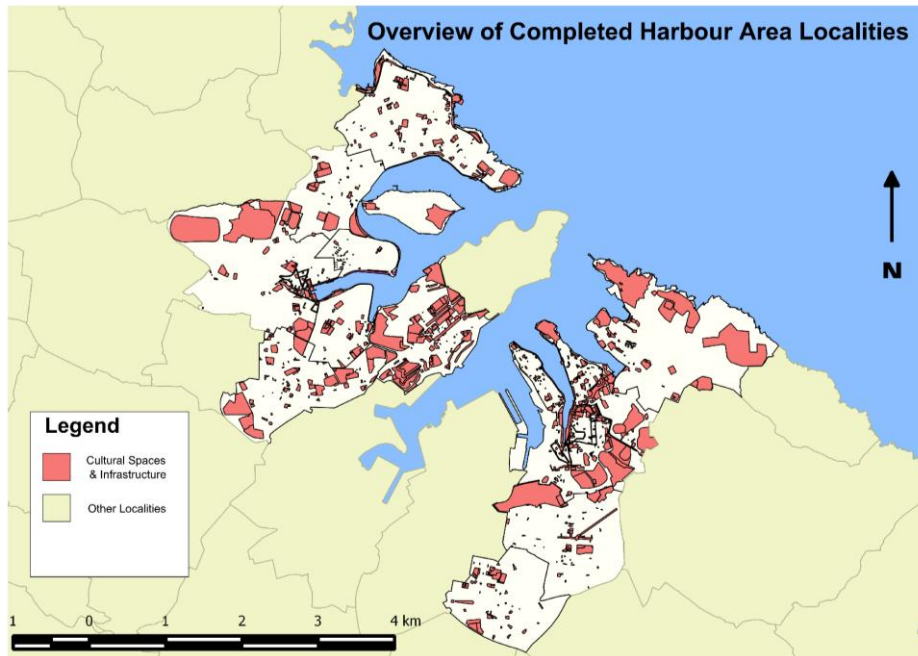 Overview of Completed Harbour Area Localities
N
Legend
Cultural Spaces
& Infrastructure
Other Localities
1 0 1 2 3 4 km